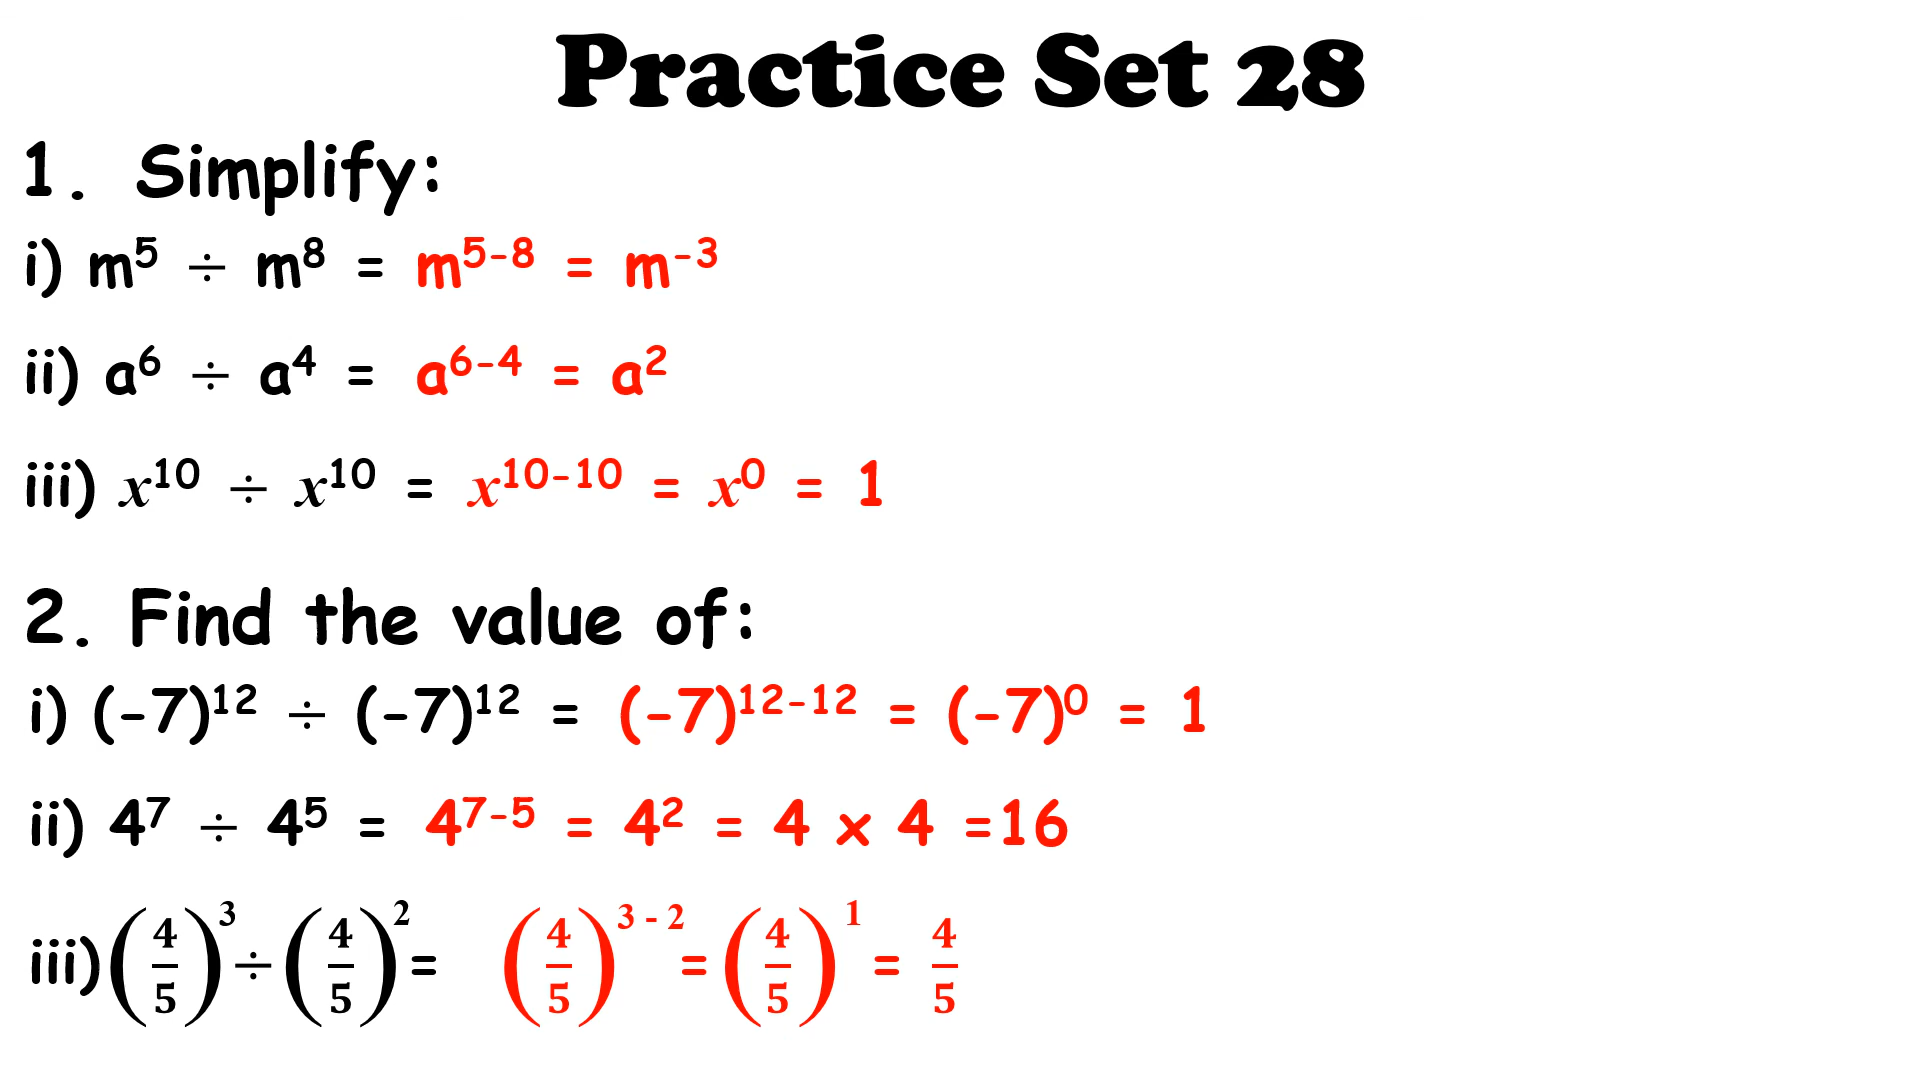 Practice Set 28
1. Simplify:
i) m⁵ ÷ m⁸ = m⁵⁻⁸ = m⁻³
ii) a⁶ ÷ a⁴ = a⁶⁻⁴ = a²
iii) x¹⁰ ÷ x¹⁰ = x¹⁰⁻¹⁰ = x⁰ = 1
2. Find the value of:
i) (-7)¹² ÷ (-7)¹² = (-7)¹²⁻¹² = (-7)⁰ = 1
ii) 4⁷ ÷ 4⁵ = 4⁷⁻⁵ = 4² = 4 x 4 =16
iii) (4/5)³ ÷ (4/5)² = (4/5)³ ⁻ ² = (4/5)¹ = 4/5